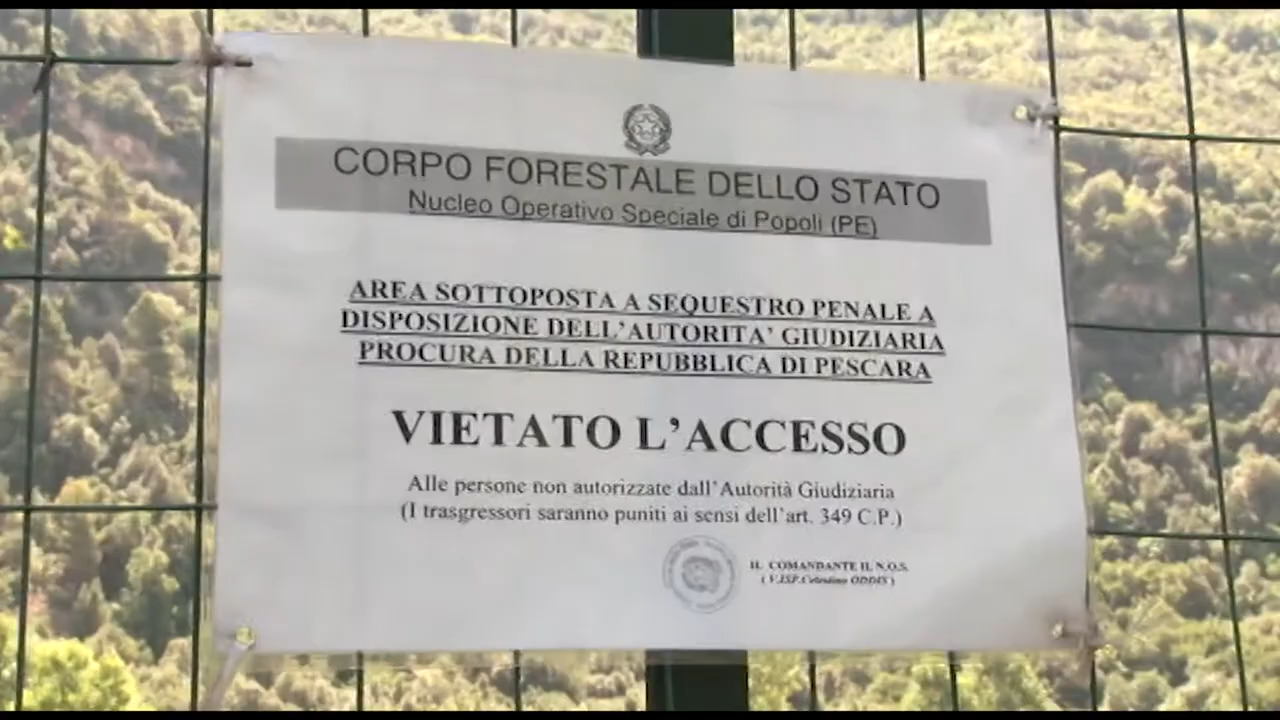 CORPO FORESTALE DELLO STATO
Nucleo Operativo Speciale di Popoli (PE)
AREA SOTTOPOSTA A SEQUESTRO PENALE A
DISPOSIZIONE DELL'AUTORITA' GIUDIZIARIA
PROCURA DELLA REPUBBLICA DI PESCARA
VIETATO L'ACCESSO
Alle persone non autorizzate dall'Autorità Giudiziaria
(I trasgressori saranno puniti ai sensi dell'art. 349 C.P.)
IL COMANDANTE IL N.O.S.
(V.ISP. ODDIS)